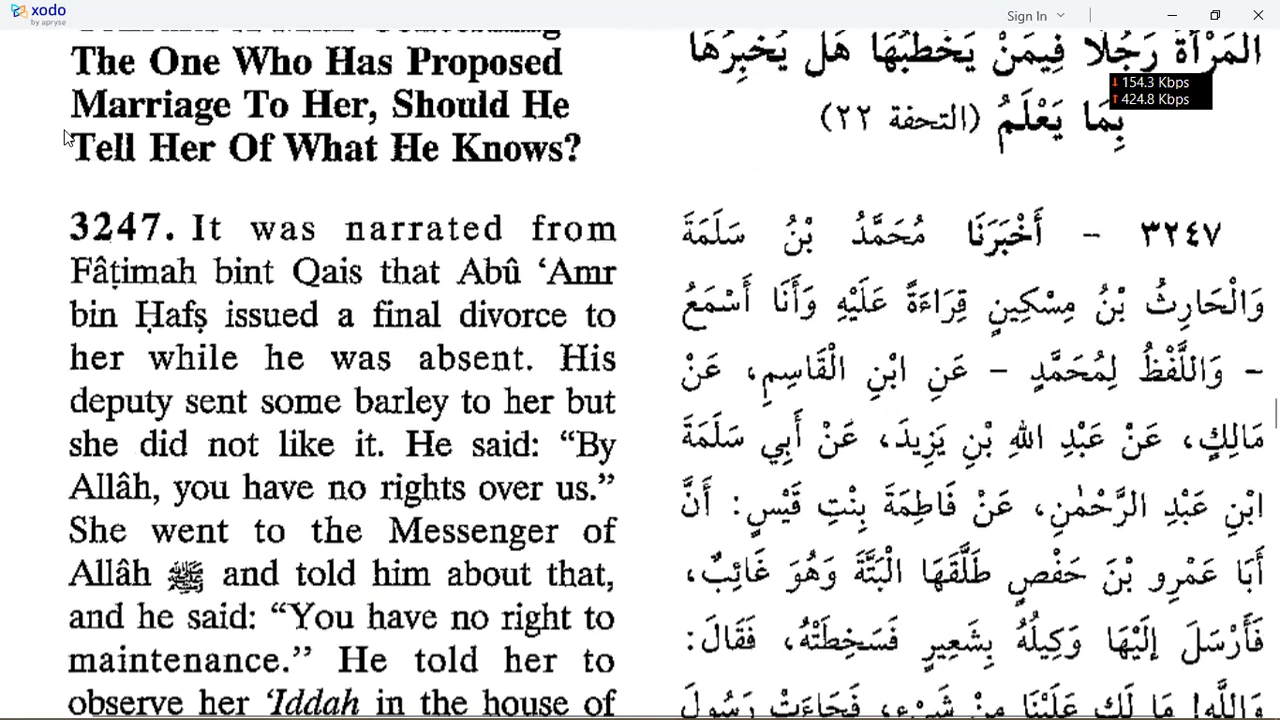 xodo
by apryse
Sign In
The One Who Has Proposed
Marriage To Her, Should He
Tell Her Of What He Knows?
3247. It was narrated from
Fâṭimah bint Qais that Abû ‘Amr
bin Ḥafṣ issued a final divorce to
her while he was absent. His
deputy sent some barley to her but
she did not like it. He said: “By
Allâh, you have no rights over us.”
She went to the Messenger of
Allâh ﷺ and told him about that,
and he said: “You have no right to
maintenance.” He told her to
observe her ‘Iddah in the house of
المَرْأَةُ رَجُلًا فِيمَنْ يَخْطُبُهَا هَلْ يُخْبِرُهَا
↓ 154.3 Kbps
↑ 424.8 Kbps
بِمَا يَعْلَمُ (التحفة ٢٢)
٣٢٤٧ - أَخْبَرَنَا مُحَمَّدُ بْنُ سَلَمَةَ
وَالْحَارِثُ بْنُ مِسْكِينٍ قِرَاءَةً عَلَيْهِ وَأَنَا أَسْمَعُ
- وَاللَّفْظُ لِمُحَمَّدٍ - عَنِ ابْنِ الْقَاسِمِ، عَنْ
مَالِكٍ، عَنْ عَبْدِ اللهِ بْنِ يَزِيدَ، عَنْ أَبِي سَلَمَةَ
ابْنِ عَبْدِ الرَّحْمٰنِ، عَنْ فَاطِمَةَ بِنْتِ قَيْسٍ: أَنَّ
أَبَا عَمْرِو بْنَ حَفْصٍ طَلَّقَهَا الْبَتَّةَ وَهُوَ غَائِبٌ،
فَأَرْسَلَ إِلَيْهَا وَكِيلُهُ بِشَعِيرٍ فَسَخِطَتْهُ، فَقَالَ:
وَاللهِ! مَا لَكِ عَلَيْنَا مِنْ شَيْءٍ، فَجَاءَتْ رَسُولَ